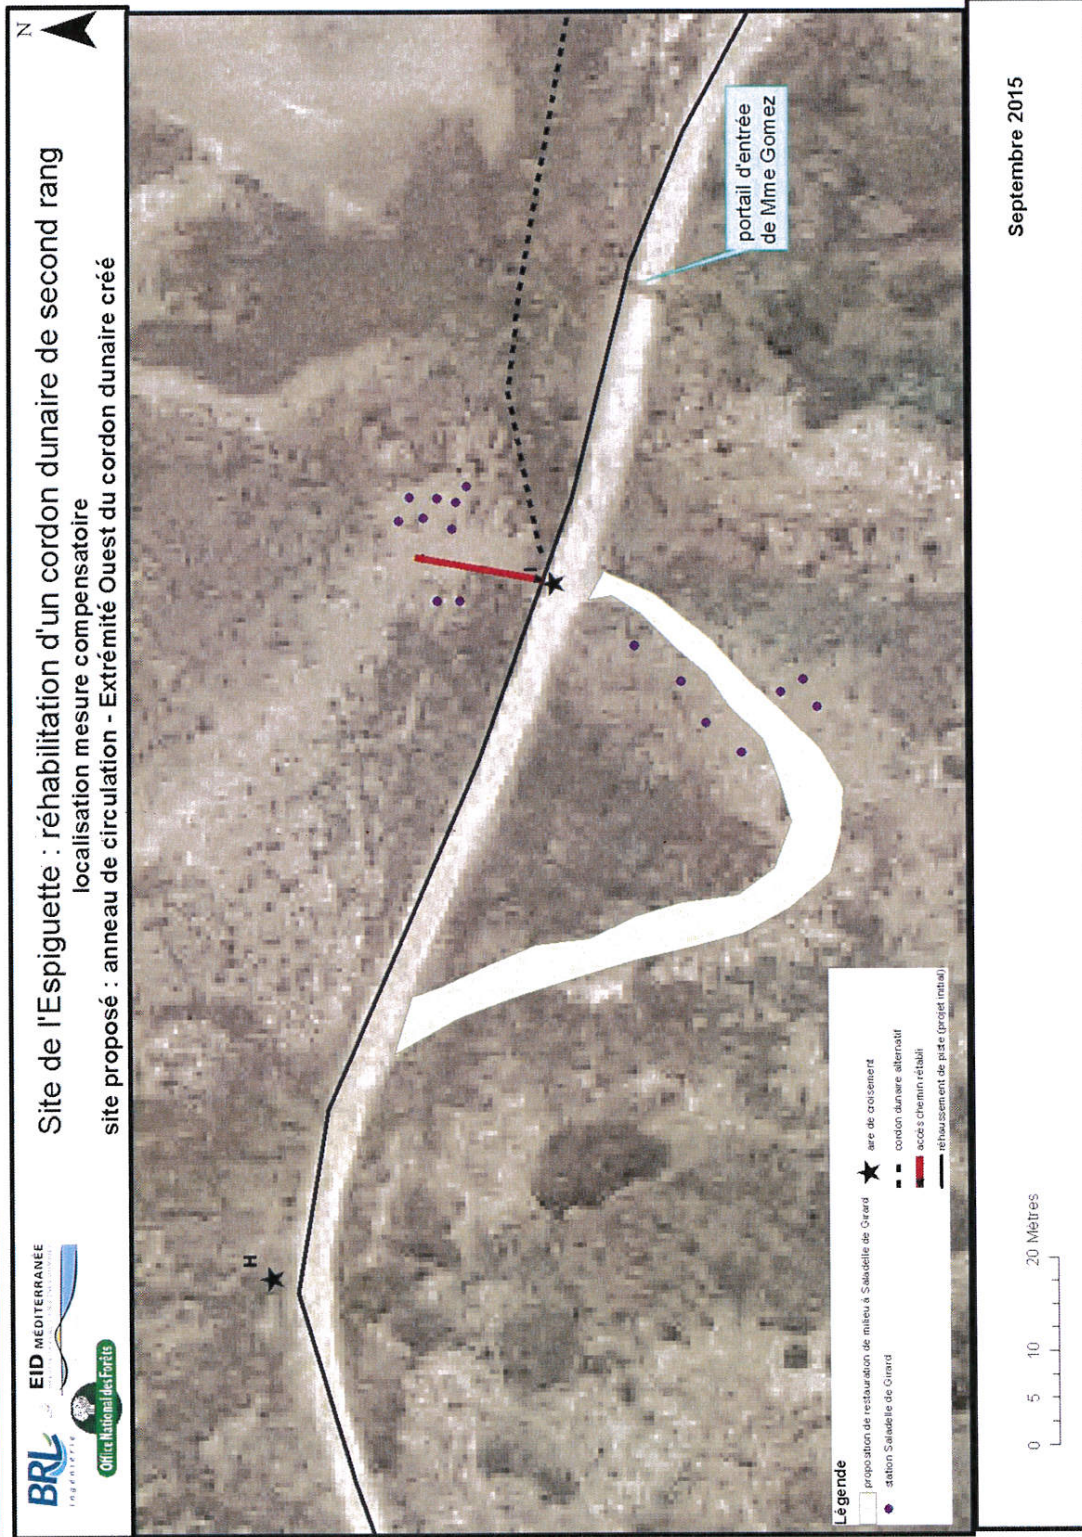 BRL
Ingénierie
EID MÉDITERRANÉE
Office National des Forêts
Site de l'Espiguette : réhabilitation d'un cordon dunaire de second rang
localisation mesure compensatoire
site proposé : anneau de circulation - Extrémité Ouest du cordon dunaire créé
N
H
I
portail d'entrée
de Mme Gomez
Légende
proposition de restauration de milieu à Saladelle de Girard
station Saladelle de Girard
aire de croisement
cordon dunaire alternatif
accès chemin rétabli
réhaussement de piste (projet initial)
0 5 10 20 Mètres
Septembre 2015